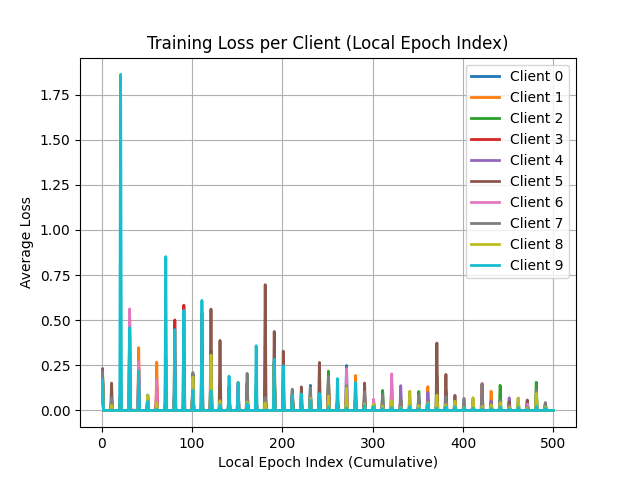 Training Loss per Client (Local Epoch Index)
Average Loss
1.75
1.50
1.25
1.00
0.75
0.50
0.25
0.00
0
100
200
300
400
500
Local Epoch Index (Cumulative)
Client 0
Client 1
Client 2
Client 3
Client 4
Client 5
Client 6
Client 7
Client 8
Client 9